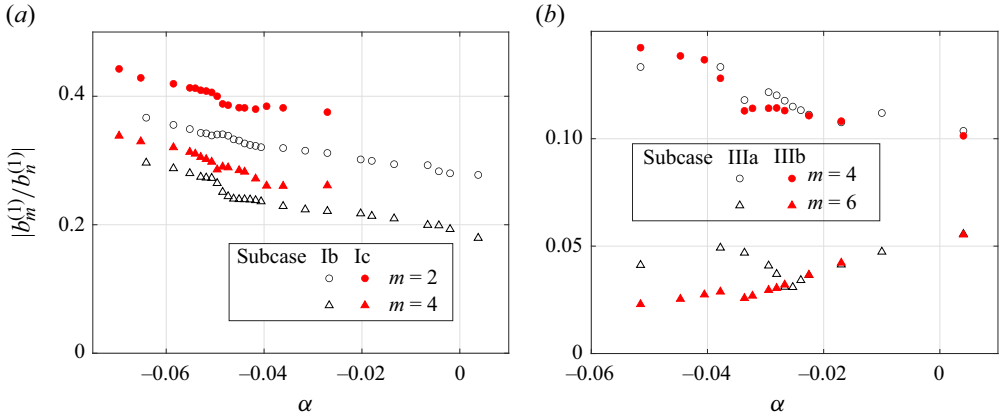 (a) (b)
0.4
0.2
0
|b_m^{(1)}/b_n^{(1)}|
Subcase Ib Ic
m = 2
m = 4
−0.06 −0.04 −0.02 0
α
0.15
0.10
0.05
0
Subcase IIIa IIIb
m = 4
m = 6
−0.06 −0.04 −0.02 0
α